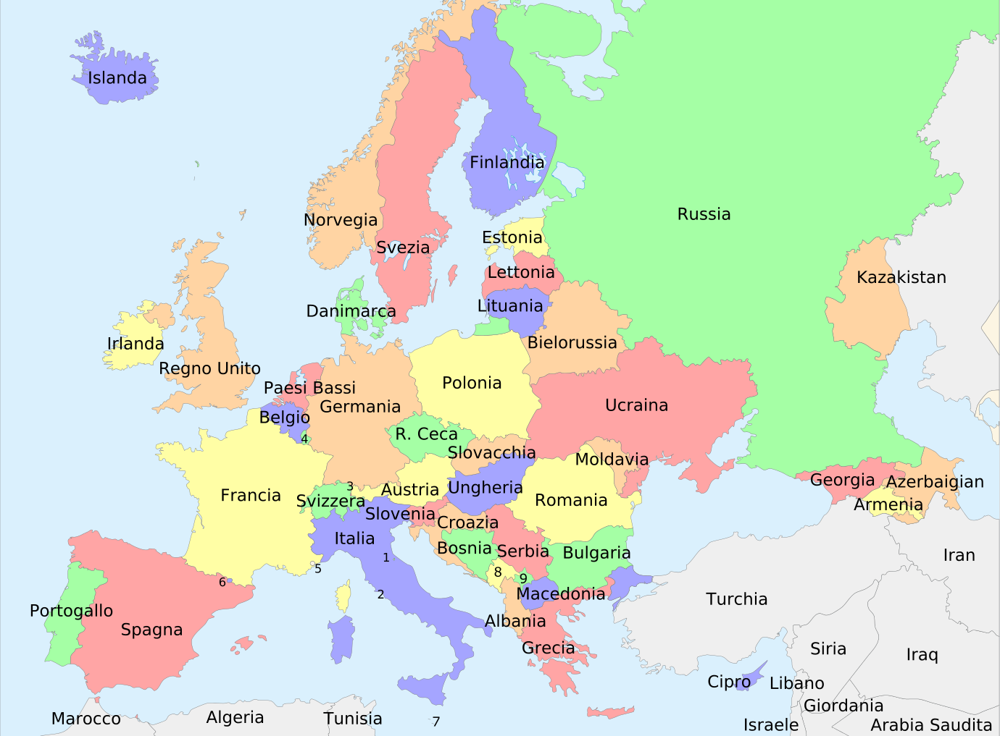 Islanda
Finlandia
Russia
Norvegia
Estonia
Svezia
Lettonia
Kazakistan
Lituania
Danimarca
Irlanda
Bielorussia
Regno Unito
Polonia
Paesi Bassi
Germania
Ucraina
Belgio
R. Ceca
4
Slovacchia
Moldavia
Georgia
Azerbaigian
3
Ungheria
Austria
Francia
Svizzera
Romania
Armenia
Slovenia
Croazia
Italia
Bosnia
Serbia
Bulgaria
Iran
1
5
8
9
6
2
Macedonia
Turchia
Portogallo
Albania
Spagna
Grecia
Siria
Iraq
Cipro
Libano
Giordania
Marocco
Algeria
Tunisia
7
Israele
Arabia Saudita